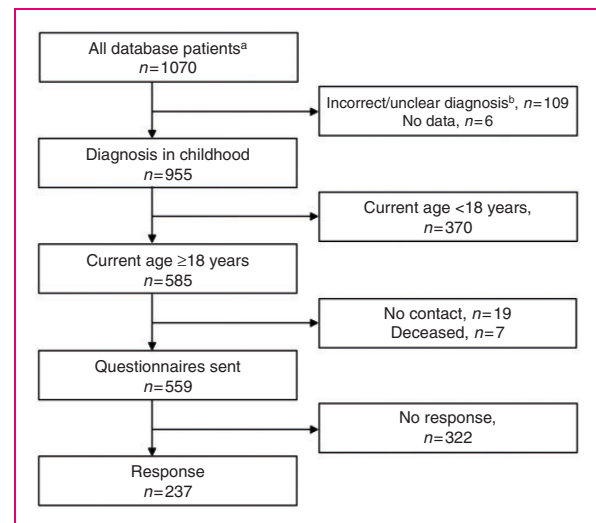 All database patientsᵃ
n=1070
Incorrect/unclear diagnosisᵇ, n=109
No data, n=6
Diagnosis in childhood
n=955
Current age <18 years,
n=370
Current age ≥18 years
n=585
No contact, n=19
Deceased, n=7
Questionnaires sent
n=559
No response,
n=322
Response
n=237